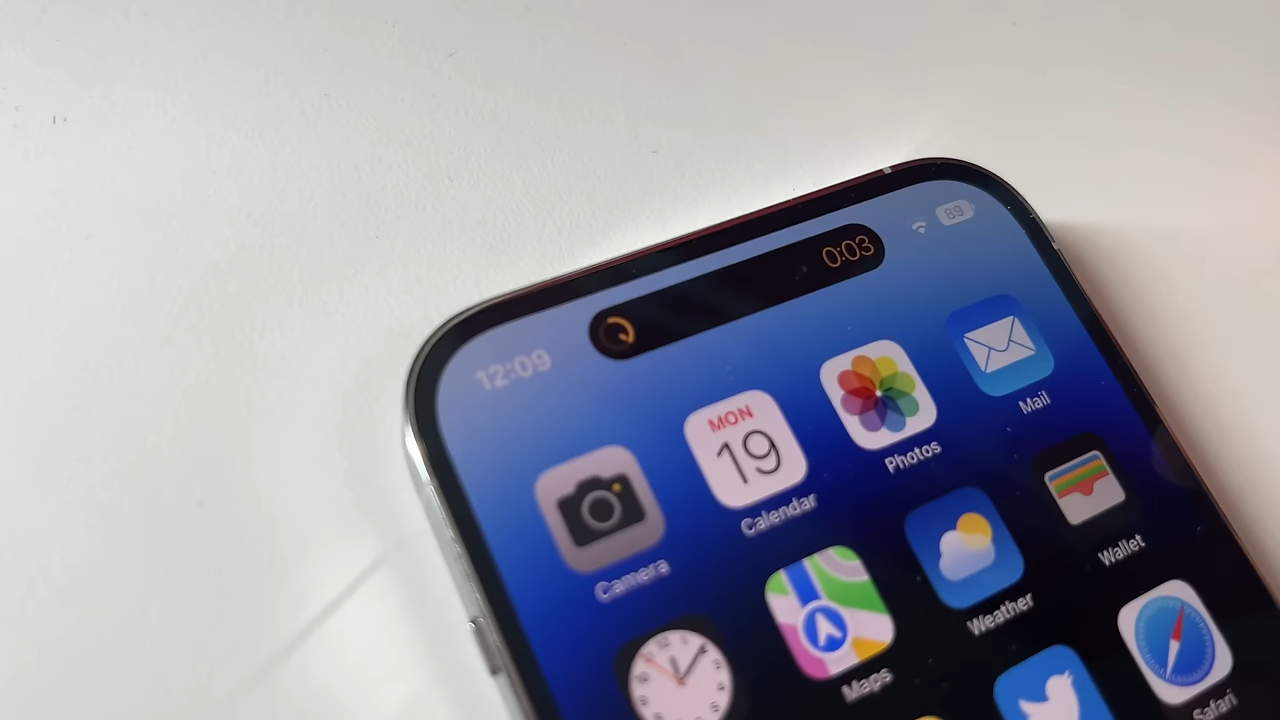 12:09
0:03
89
Camera
MON
19
Calendar
Photos
Mail
Maps
Weather
Wallet
Safari